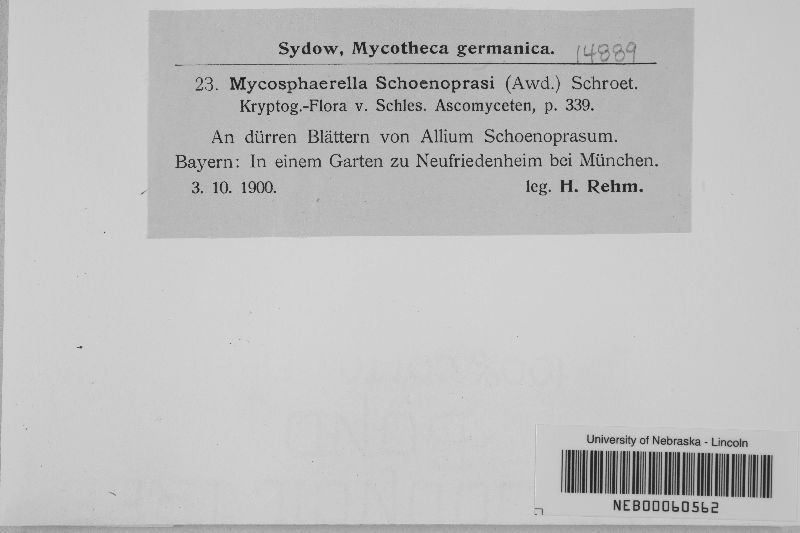 Sydow, Mycotheca germanica. 14889
23. Mycosphaerella Schoenoprasi (Awd.) Schroet.
Kryptog.-Flora v. Schles. Ascomyceten, p. 339.
An dürren Blättern von Allium Schoenoprasum.
Bayern: In einem Garten zu Neufriedenheim bei München.
3. 10. 1900. leg. H. Rehm.
University of Nebraska - Lincoln
NEB00060562